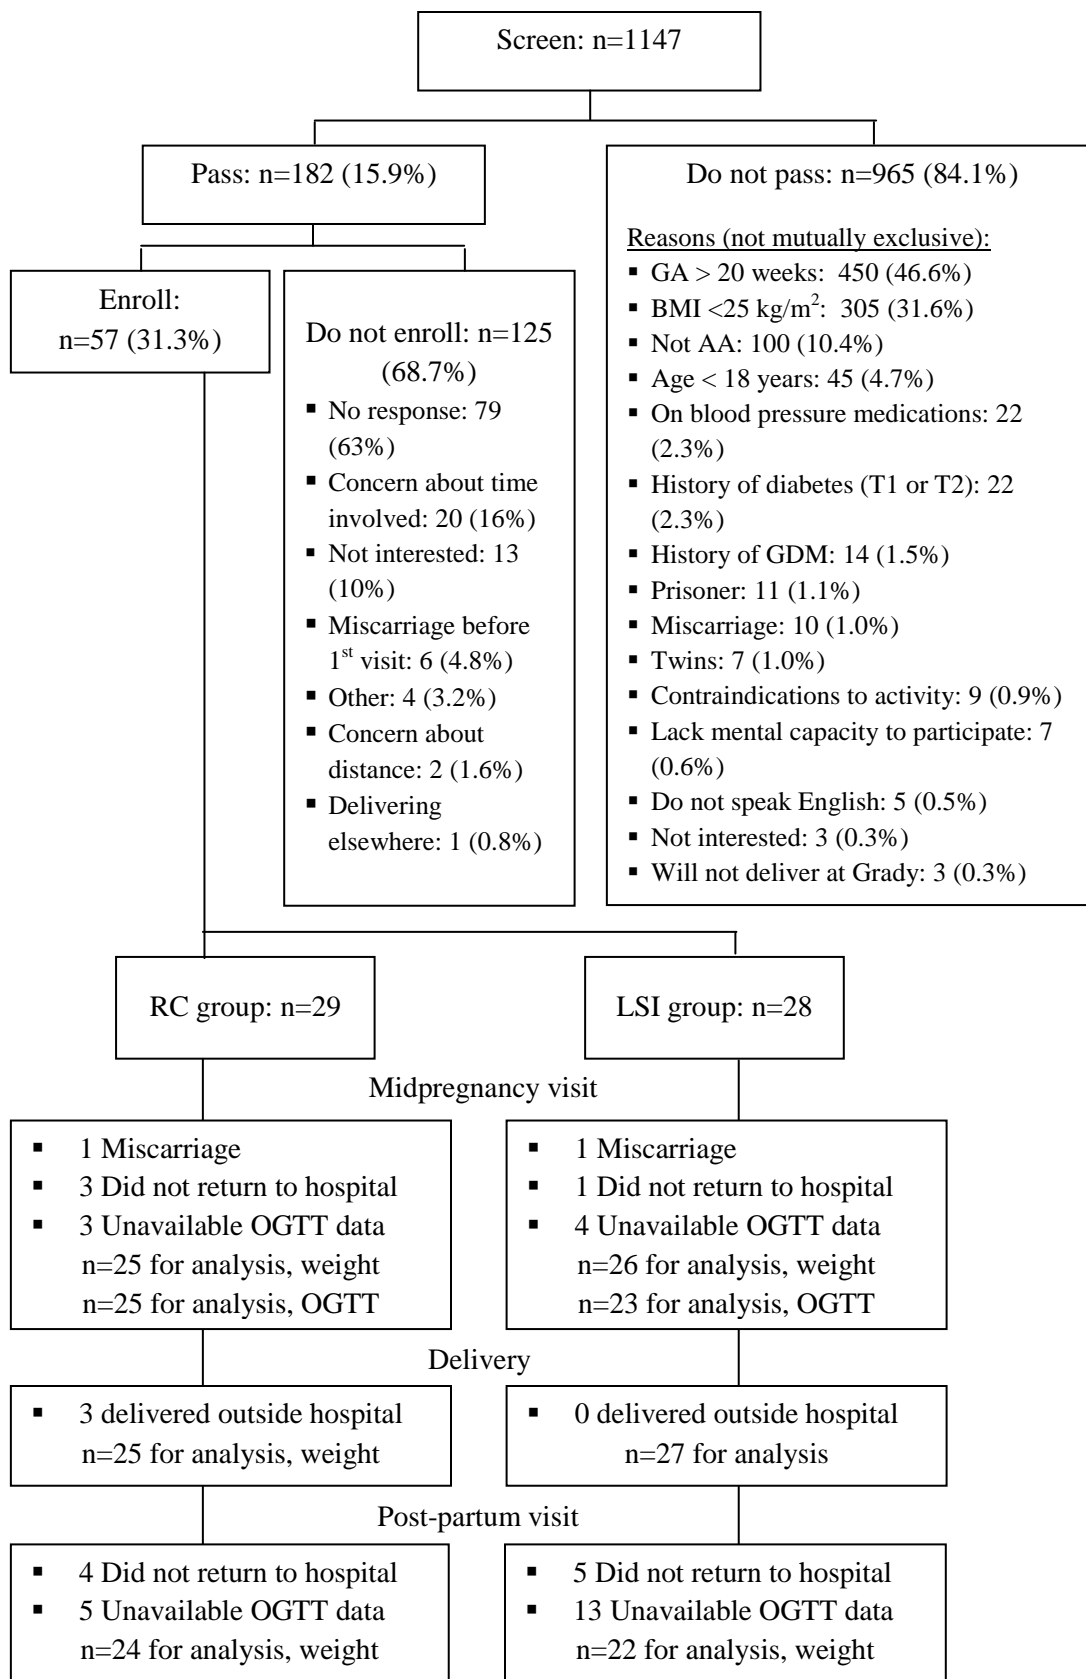 Screen: n=1147
Pass: n=182 (15.9%)
Do not pass: n=965 (84.1%)
Reasons (not mutually exclusive):
▪ GA > 20 weeks: 450 (46.6%)
▪ BMI <25 kg/m²: 305 (31.6%)
▪ Not AA: 100 (10.4%)
▪ Age < 18 years: 45 (4.7%)
▪ On blood pressure medications: 22
(2.3%)
▪ History of diabetes (T1 or T2): 22
(2.3%)
▪ History of GDM: 14 (1.5%)
▪ Prisoner: 11 (1.1%)
▪ Miscarriage: 10 (1.0%)
▪ Twins: 7 (1.0%)
▪ Contraindications to activity: 9 (0.9%)
▪ Lack mental capacity to participate: 7
(0.6%)
▪ Do not speak English: 5 (0.5%)
▪ Not interested: 3 (0.3%)
▪ Will not deliver at Grady: 3 (0.3%)
Enroll:
n=57 (31.3%)
Do not enroll: n=125
(68.7%)
▪ No response: 79
(63%)
▪ Concern about time
involved: 20 (16%)
▪ Not interested: 13
(10%)
▪ Miscarriage before
1st visit: 6 (4.8%)
▪ Other: 4 (3.2%)
▪ Concern about
distance: 2 (1.6%)
▪ Delivering
elsewhere: 1 (0.8%)
RC group: n=29
LSI group: n=28
Midpregnancy visit
▪ 1 Miscarriage
▪ 3 Did not return to hospital
▪ 3 Unavailable OGTT data
n=25 for analysis, weight
n=25 for analysis, OGTT
▪ 1 Miscarriage
▪ 1 Did not return to hospital
▪ 4 Unavailable OGTT data
n=26 for analysis, weight
n=23 for analysis, OGTT
Delivery
▪ 3 delivered outside hospital
n=25 for analysis, weight
▪ 0 delivered outside hospital
n=27 for analysis
Post-partum visit
▪ 4 Did not return to hospital
▪ 5 Unavailable OGTT data
n=24 for analysis, weight
▪ 5 Did not return to hospital
▪ 13 Unavailable OGTT data
n=22 for analysis, weight